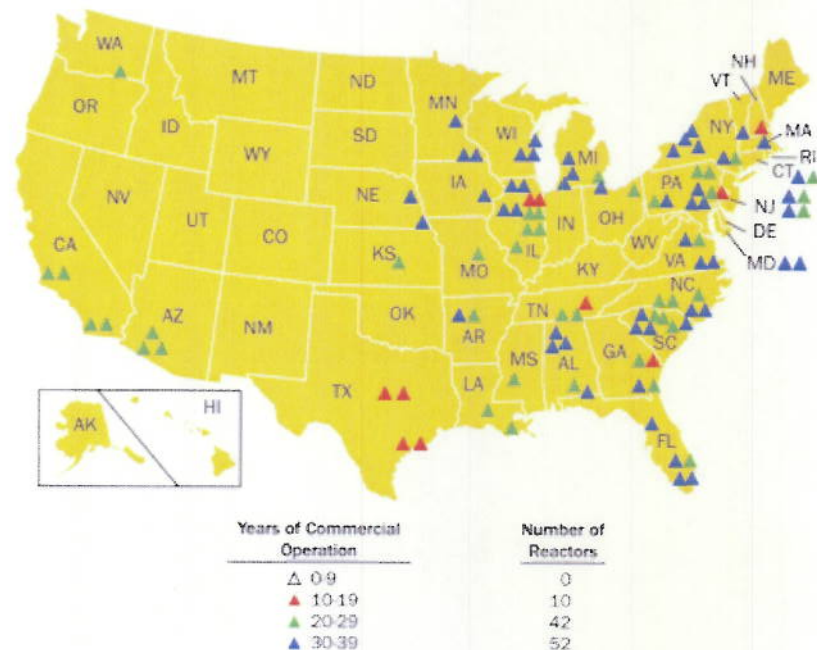 NH
WA
VT
ME
MT
ND
MN
OR
NY
MA
ID
SD
WI
MI
RI
WY
CT
IA
PA
NE
NV
NJ
OH
UT
IN
DE
IL
CO
WV
CA
VA
MD
KS
MO
KY
NC
TN
OK
AZ
NM
AR
SC
MS
AL
GA
TX
LA
HI
AK
FL
Years of Commercial
Operation
Number of
Reactors
0-9 0
10-19 10
20-29 42
30-39 52